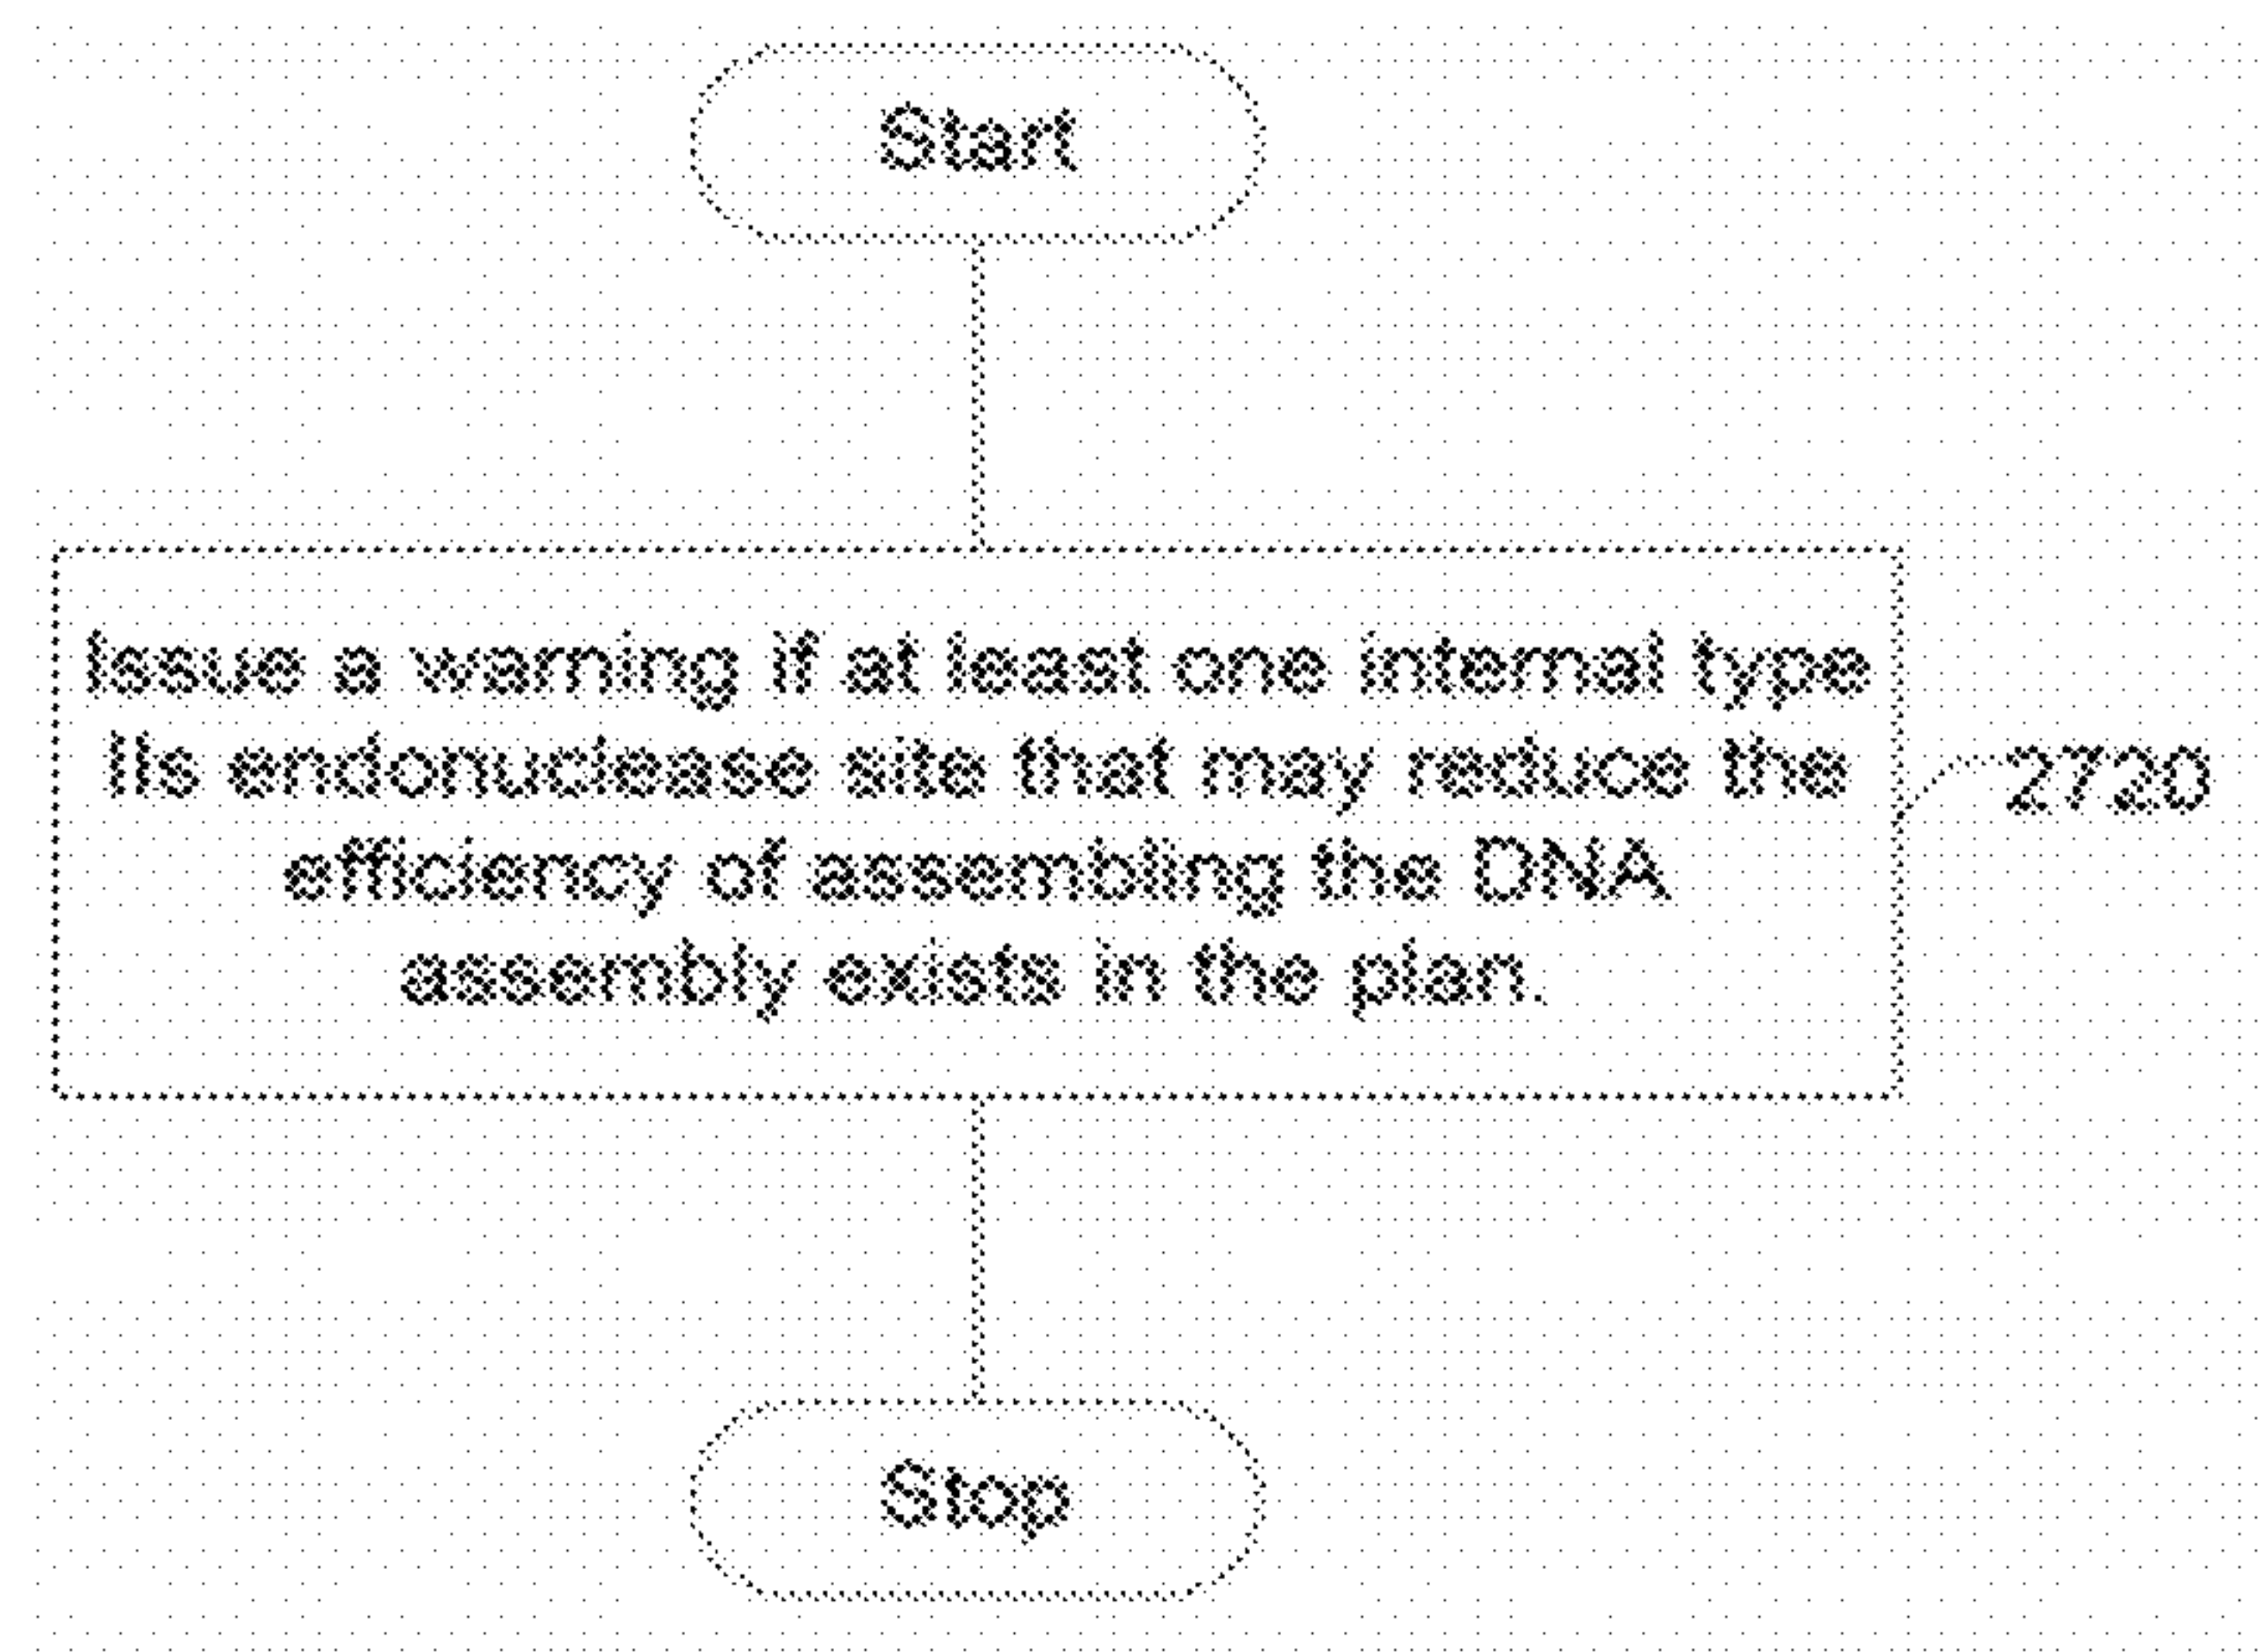 Start
Issue a warning if at least one internal type
IIs endonuclease site that may reduce the
2720
efficiency of assembling the DNA
assembly exists in the plan.
Stop